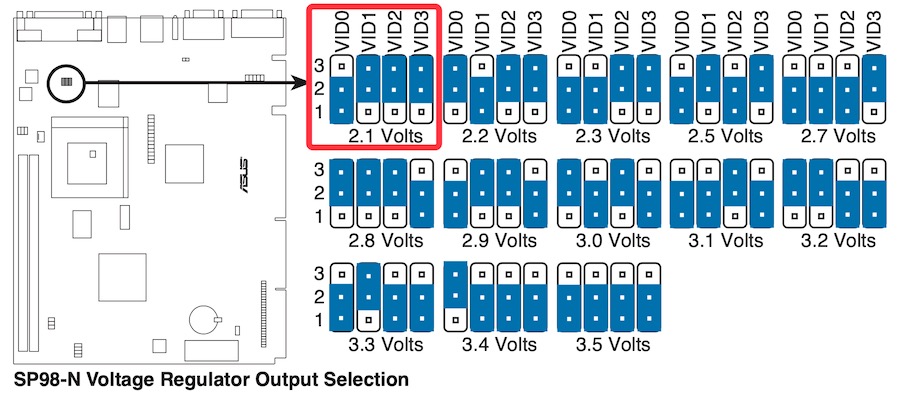 VID0 VID1 VID2 VID3 VID0 VID1 VID2 VID3 VID0 VID1 VID2 VID3 VID0 VID1 VID2 VID3 VID0 VID1 VID2 VID3
3
2
1
2.1 Volts 2.2 Volts 2.3 Volts 2.5 Volts 2.7 Volts
3
2
1
2.8 Volts 2.9 Volts 3.0 Volts 3.1 Volts 3.2 Volts
ASUS
3
2
1
3.3 Volts 3.4 Volts 3.5 Volts
SP98-N Voltage Regulator Output Selection